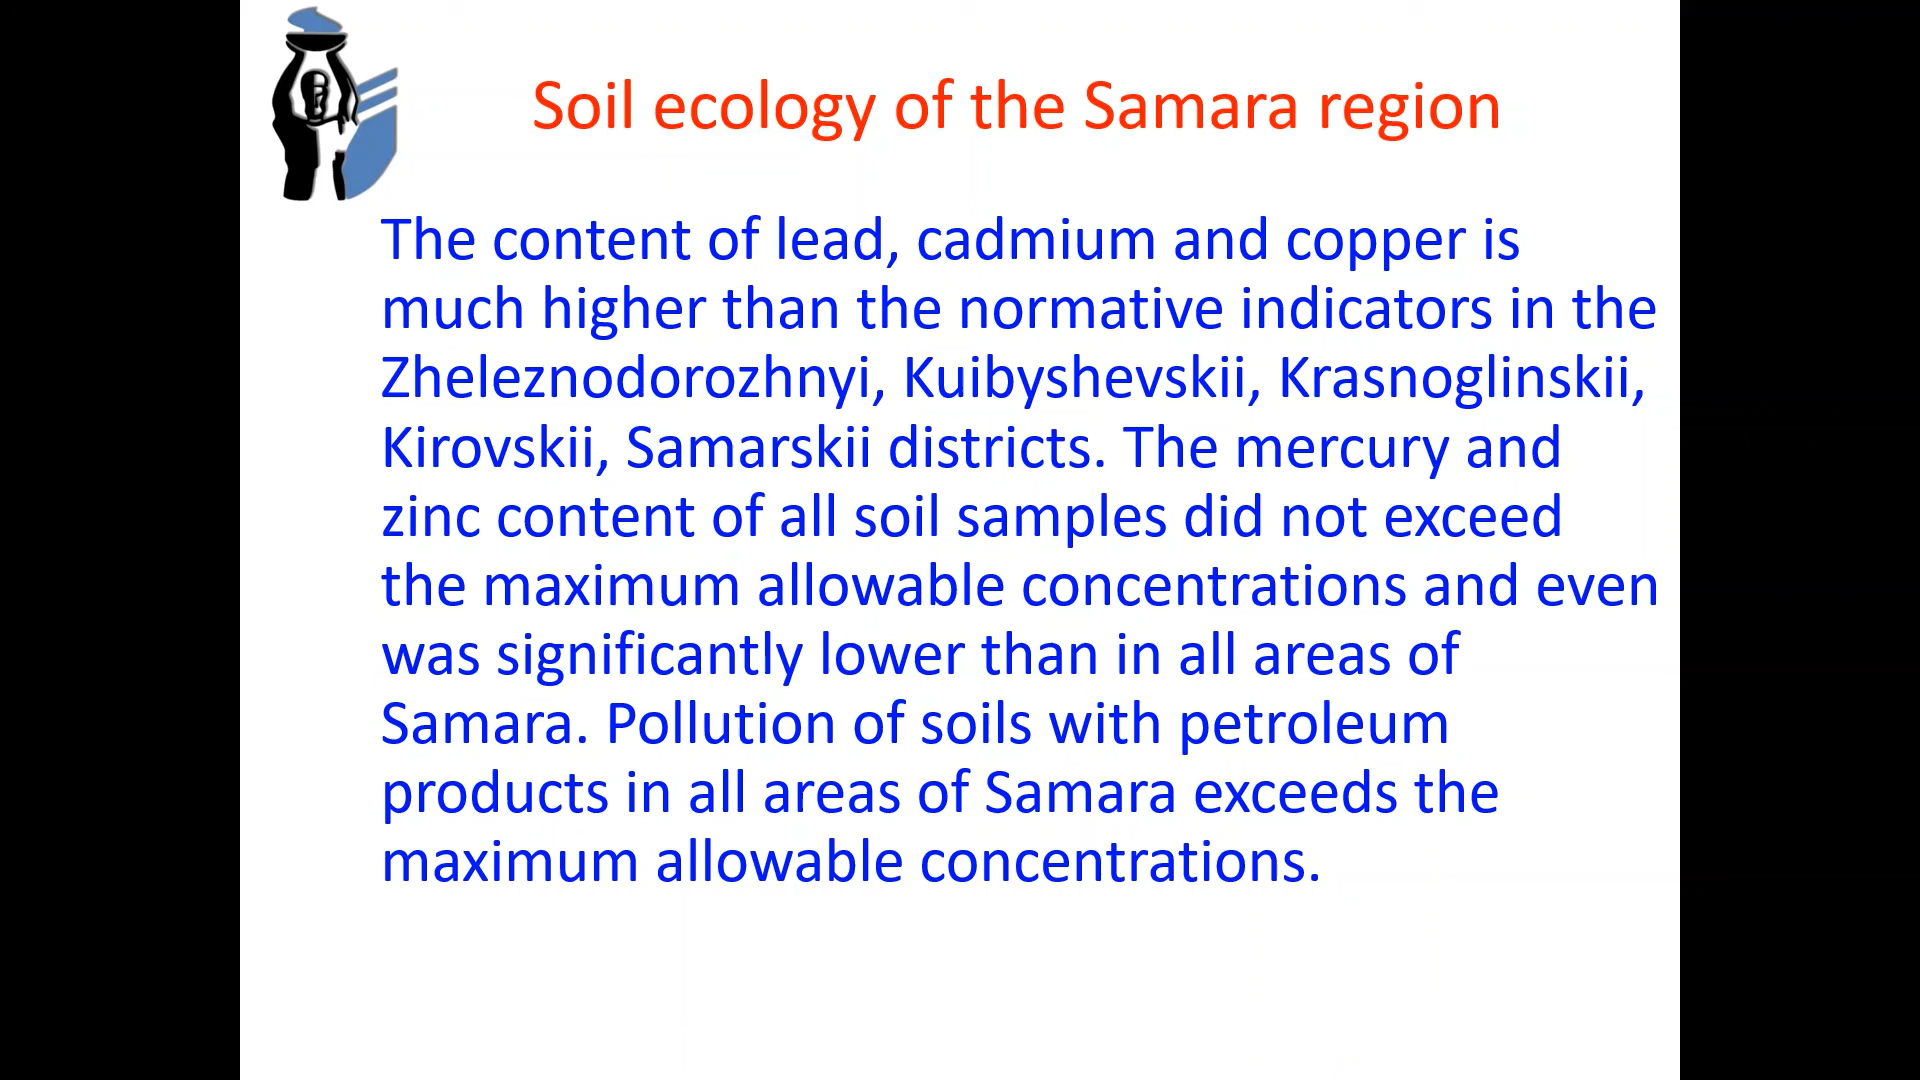 Soil ecology of the Samara region
The content of lead, cadmium and copper is
much higher than the normative indicators in the
Zheleznodorozhnyi, Kuibyshevskii, Krasnoglinskii,
Kirovskii, Samarskii districts. The mercury and
zinc content of all soil samples did not exceed
the maximum allowable concentrations and even
was significantly lower than in all areas of
Samara. Pollution of soils with petroleum
products in all areas of Samara exceeds the
maximum allowable concentrations.